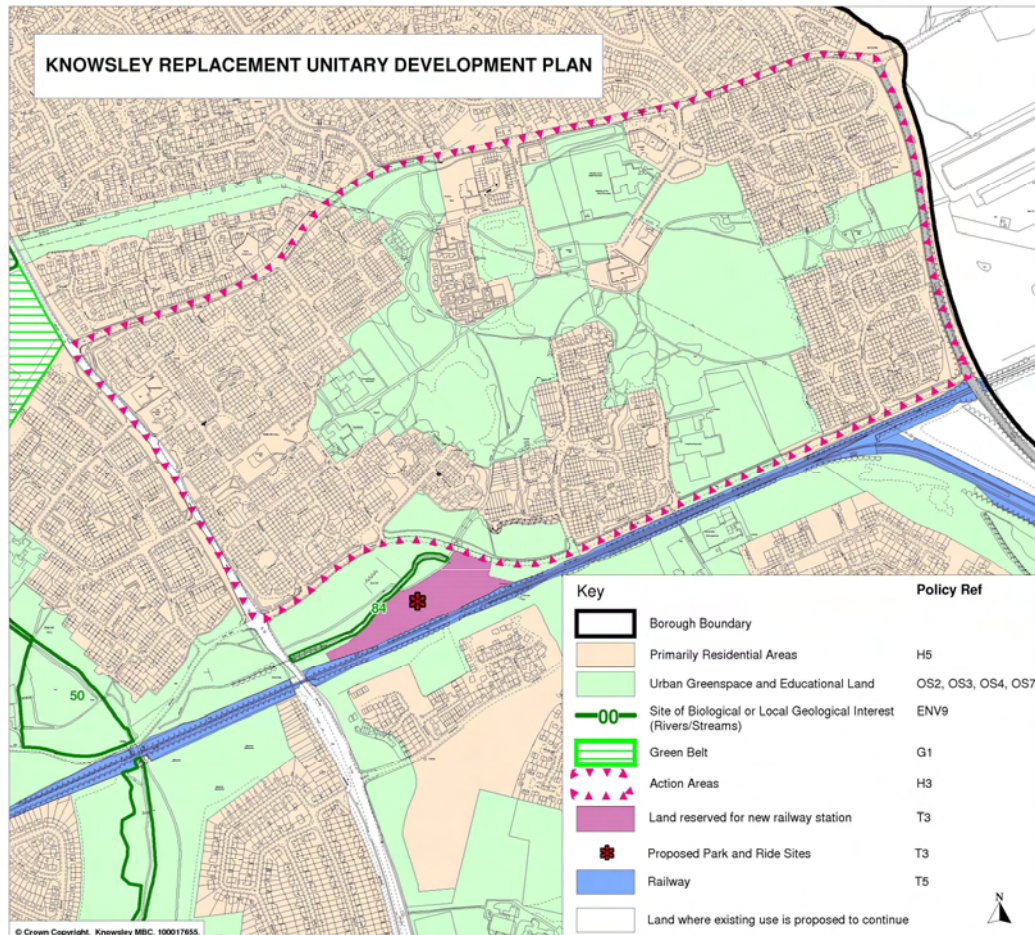 KNOWSLEY REPLACEMENT UNITARY DEVELOPMENT PLAN
84
50
Key Policy Ref
Borough Boundary
Primarily Residential Areas H5
Urban Greenspace and Educational Land OS2, OS3, OS4, OS7
00 Site of Biological or Local Geological Interest ENV9
(Rivers/Streams)
Green Belt G1
Action Areas H3
Land reserved for new railway station T3
Proposed Park and Ride Sites T3
Railway T5
Land where existing use is proposed to continue
N
© Crown Copyright. Knowsley MBC. 100017655.